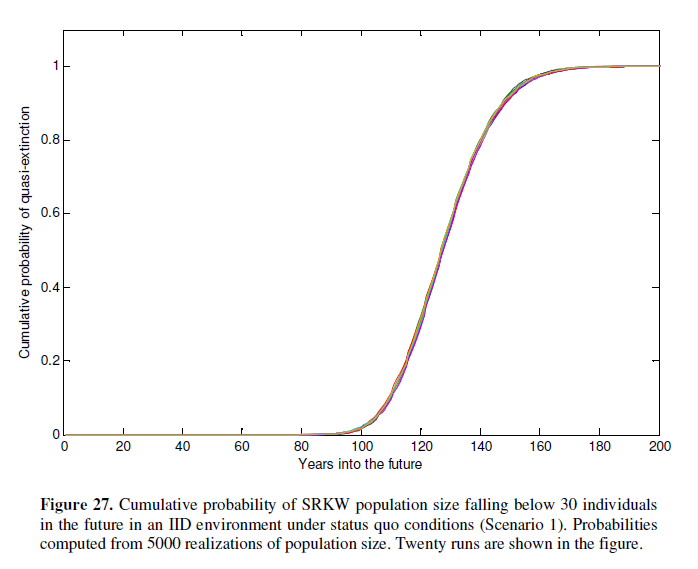 Cumulative probability of quasi-extinction
1
0.8
0.6
0.4
0.2
0
0 20 40 60 80 100 120 140 160 180 200
Years into the future
Figure 27. Cumulative probability of SRKW population size falling below 30 individuals
in the future in an IID environment under status quo conditions (Scenario 1). Probabilities
computed from 5000 realizations of population size. Twenty runs are shown in the figure.